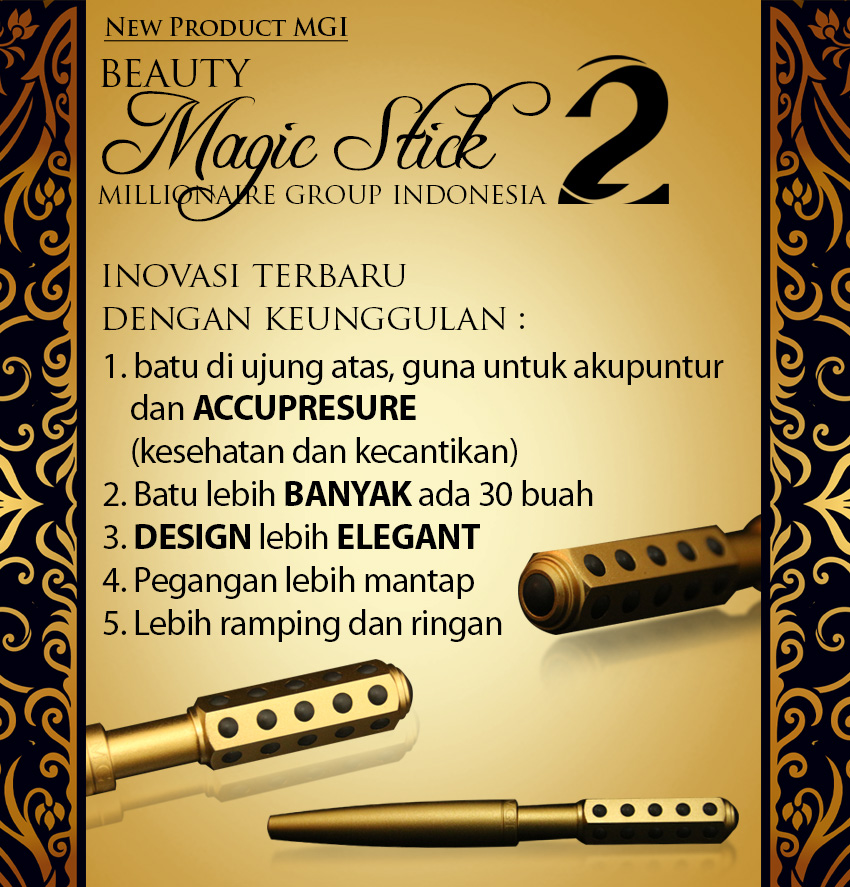 New Product MGI
BEAUTY
Magic Stick 2
MILLIONAIRE GROUP INDONESIA
INOVASI TERBARU
DENGAN KEUNGGULAN :
1. batu di ujung atas, guna untuk akupuntur
dan ACCUPRESURE
(kesehatan dan kecantikan)
2. Batu lebih BANYAK ada 30 buah
3. DESIGN lebih ELEGANT
4. Pegangan lebih mantap
5. Lebih ramping dan ringan